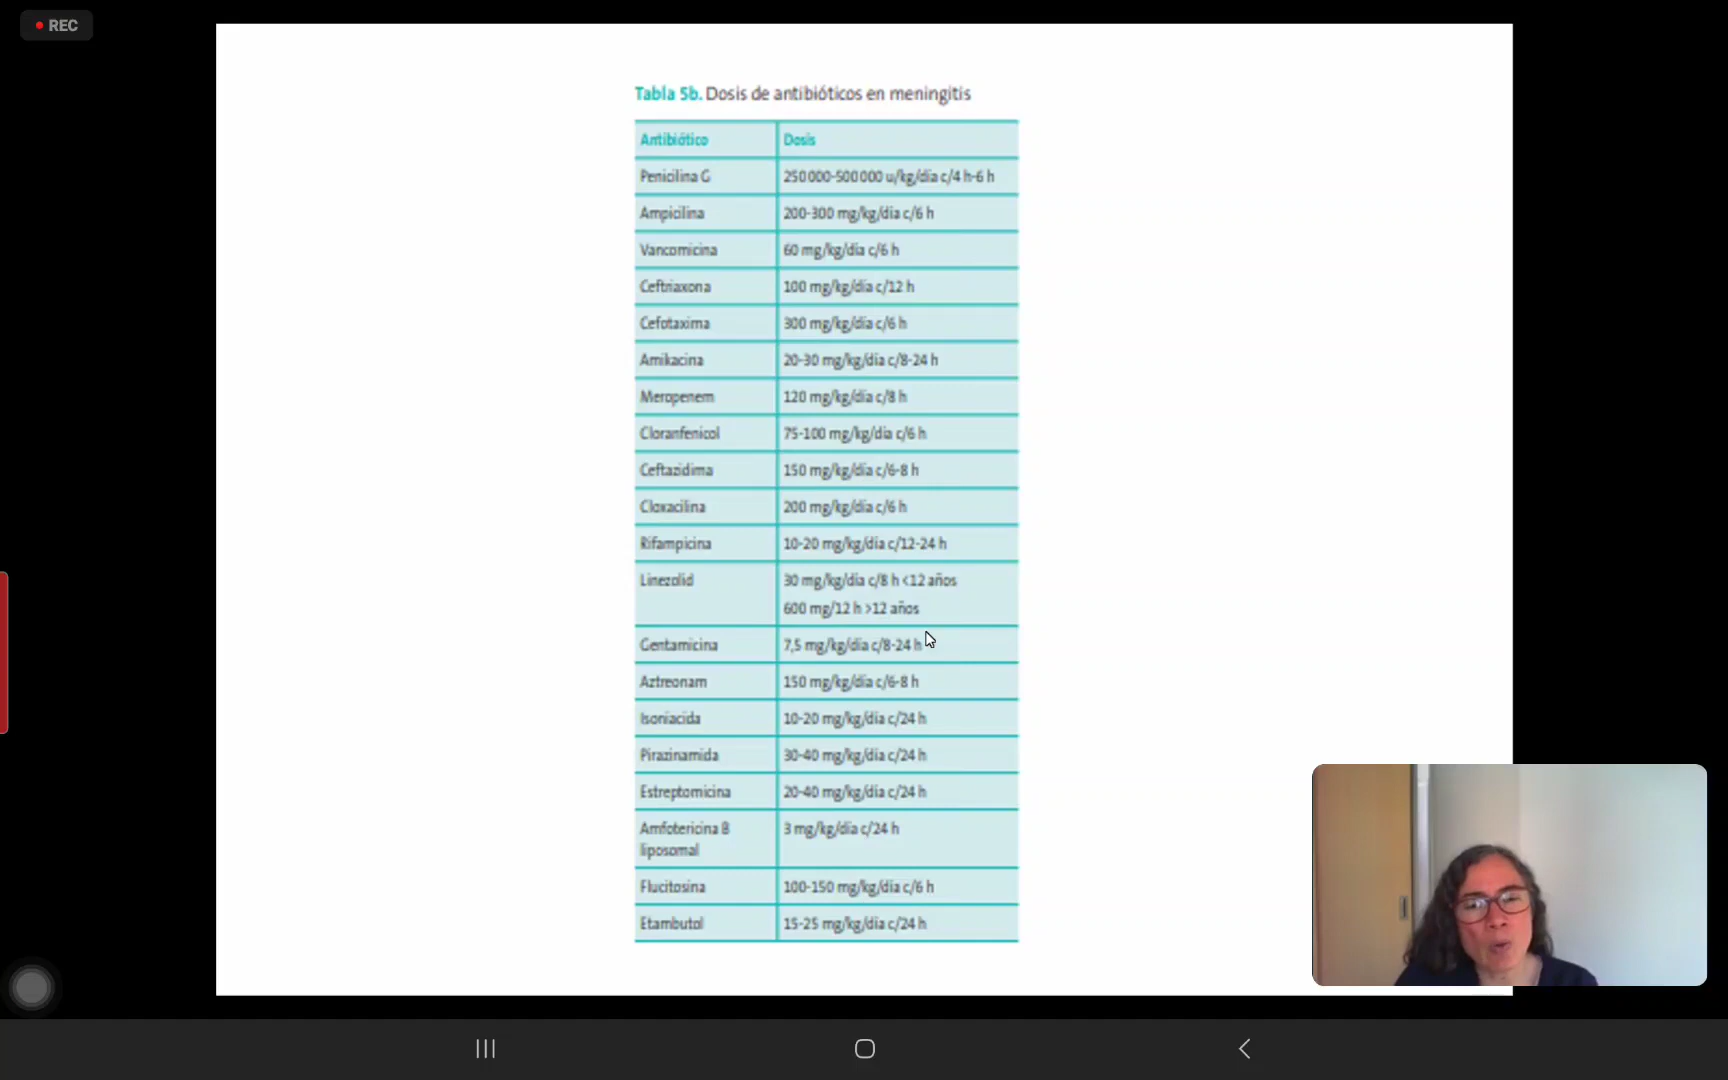 REC
Tabla 5b. Dosis de antibióticos en meningitis
Antibiótico Dosis
Penicilina G 250 000-500 000 u/kg/día c/4 h-6 h
Ampicilina 200-300 mg/kg/día c/6 h
Vancomicina 60 mg/kg/día c/6 h
Ceftriaxona 100 mg/kg/día c/12 h
Cefotaxima 300 mg/kg/día c/6 h
Amikacina 20-30 mg/kg/día c/8-24 h
Meropenem 120 mg/kg/día c/8 h
Cloranfenicol 75-100 mg/kg/día c/6 h
Ceftazidima 150 mg/kg/día c/6-8 h
Cloxacilina 200 mg/kg/día c/6 h
Rifampicina 10-20 mg/kg/día c/12-24 h
Linezolid 30 mg/kg/día c/8 h <12 años
600 mg/12 h >12 años
Gentamicina 7,5 mg/kg/día c/8-24 h
Aztreonam 150 mg/kg/día c/6-8 h
Isoniacida 10-20 mg/kg/día c/24 h
Pirazinamida 30-40 mg/kg/día c/24 h
Estreptomicina 20-40 mg/kg/día c/24 h
Amfotericina B 3 mg/kg/día c/24 h
liposomal
Flucitosina 100-150 mg/kg/día c/6 h
Etambutol 15-25 mg/kg/día c/24 h